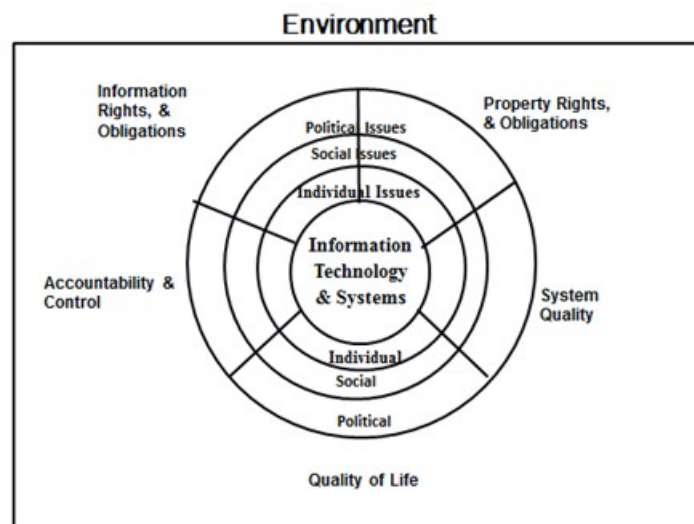 Environment
Information
Rights, &
Obligations
Property Rights,
& Obligations
Political Issues
Social Issues
Individual Issues
Information
Technology
& Systems
Accountability &
Control
System
Quality
Individual
Social
Political
Quality of Life